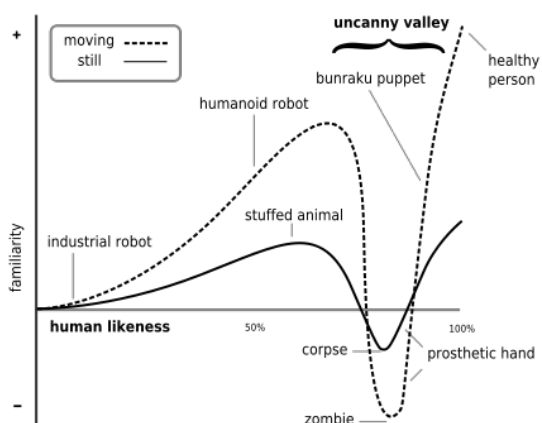 +
moving
still
uncanny valley
healthy
person
bunraku puppet
humanoid robot
stuffed animal
industrial robot
familiarity
human likeness
50%
100%
corpse
prosthetic hand
–
zombie